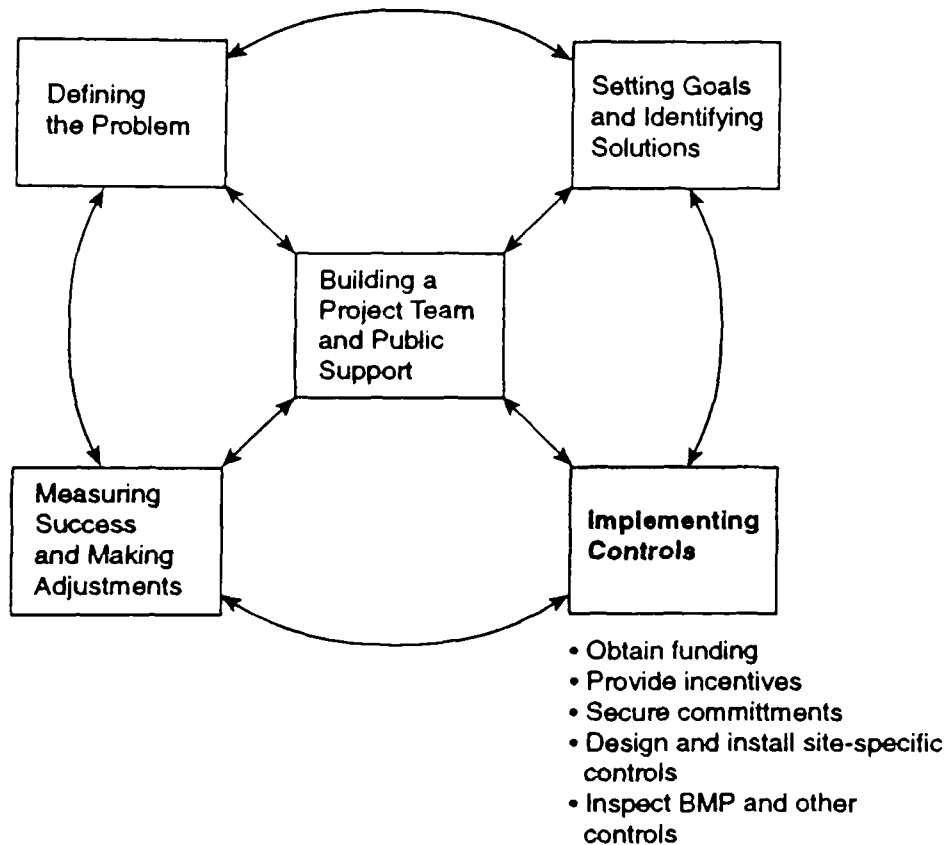 Defining
the Problem
Setting Goals
and Identifying
Solutions
Building a
Project Team
and Public
Support
Measuring
Success
and Making
Adjustments
Implementing
Controls
• Obtain funding
• Provide incentives
• Secure committments
• Design and install site-specific
controls
• Inspect BMP and other
controls